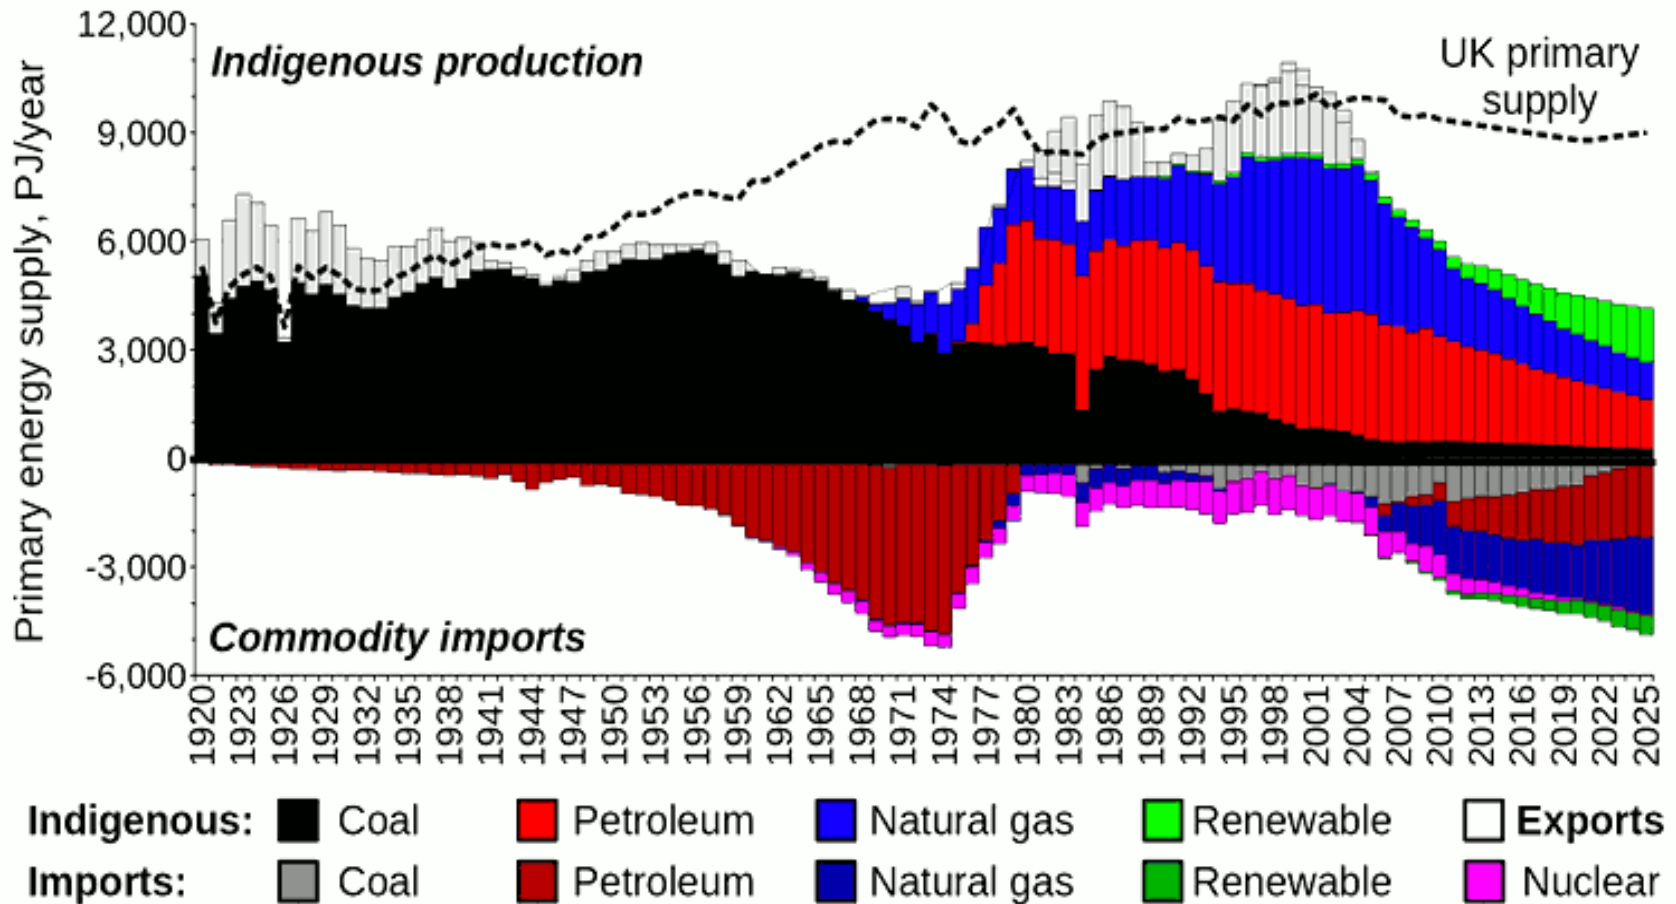 12,000
9,000
6,000
3,000
0
-3,000
-6,000
Primary energy supply, PJ/year
Indigenous production
UK primary
supply
Commodity imports
1920 1923 1926 1929 1932 1935 1938 1941 1944 1947 1950 1953 1956 1959 1962 1965 1968 1971 1974 1977 1980 1983 1986 1989 1992 1995 1998 2001 2004 2007 2010 2013 2016 2019 2022 2025
Indigenous: Coal Petroleum Natural gas Renewable Exports
Imports: Coal Petroleum Natural gas Renewable Nuclear